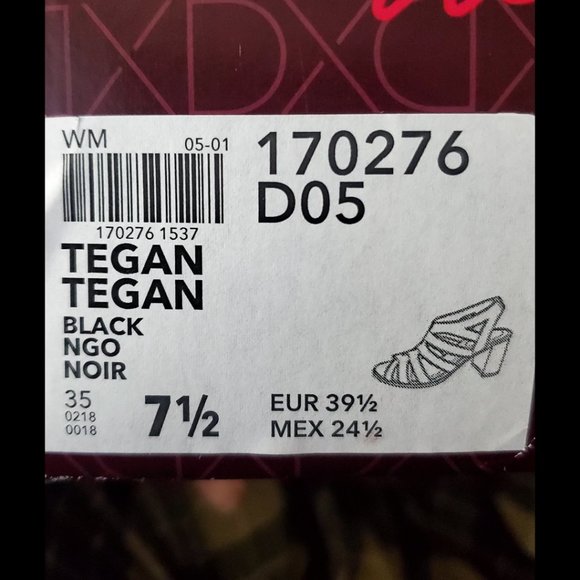 WM 05-01
170276
D05
170276 1537
TEGAN
TEGAN
BLACK
NGO
NOIR
35
0218
0018
7½
EUR 39½
MEX 24½